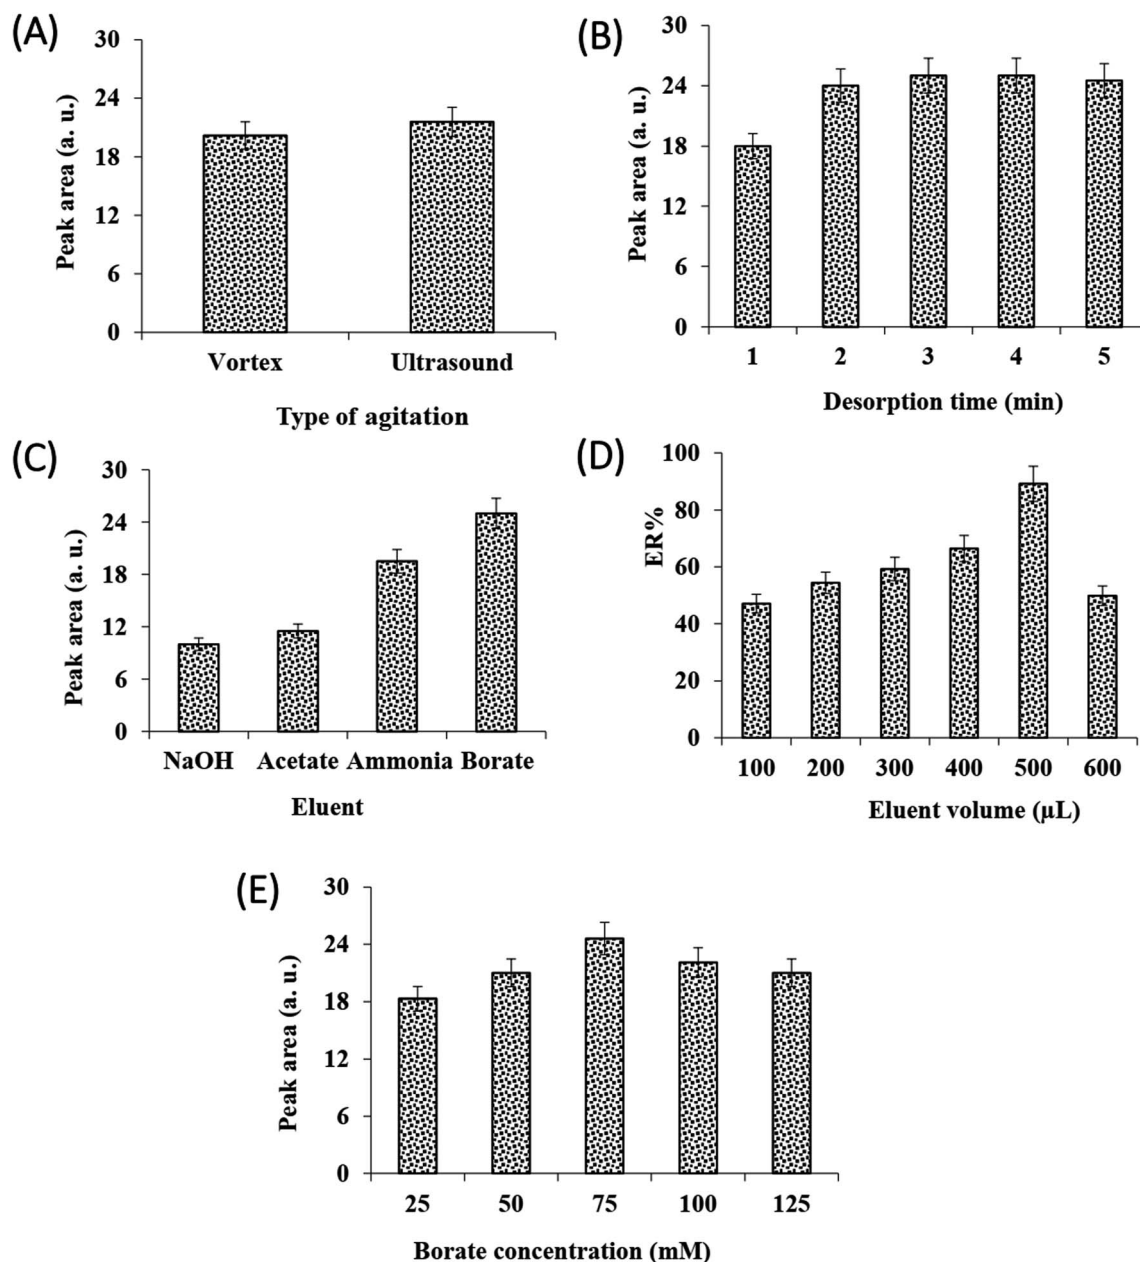 (A)
30
24
18
12
6
0
Peak area (a. u.)
Vortex Ultrasound
Type of agitation
(B)
30
24
18
12
6
0
Peak area (a. u.)
1 2 3 4 5
Desorption time (min)
(C)
30
24
18
12
6
0
Peak area (a. u.)
NaOH Acetate Ammonia Borate
Eluent
(D)
100
80
60
40
20
0
ER%
100 200 300 400 500 600
Eluent volume (µL)
(E)
30
24
18
12
6
0
Peak area (a. u.)
25 50 75 100 125
Borate concentration (mM)